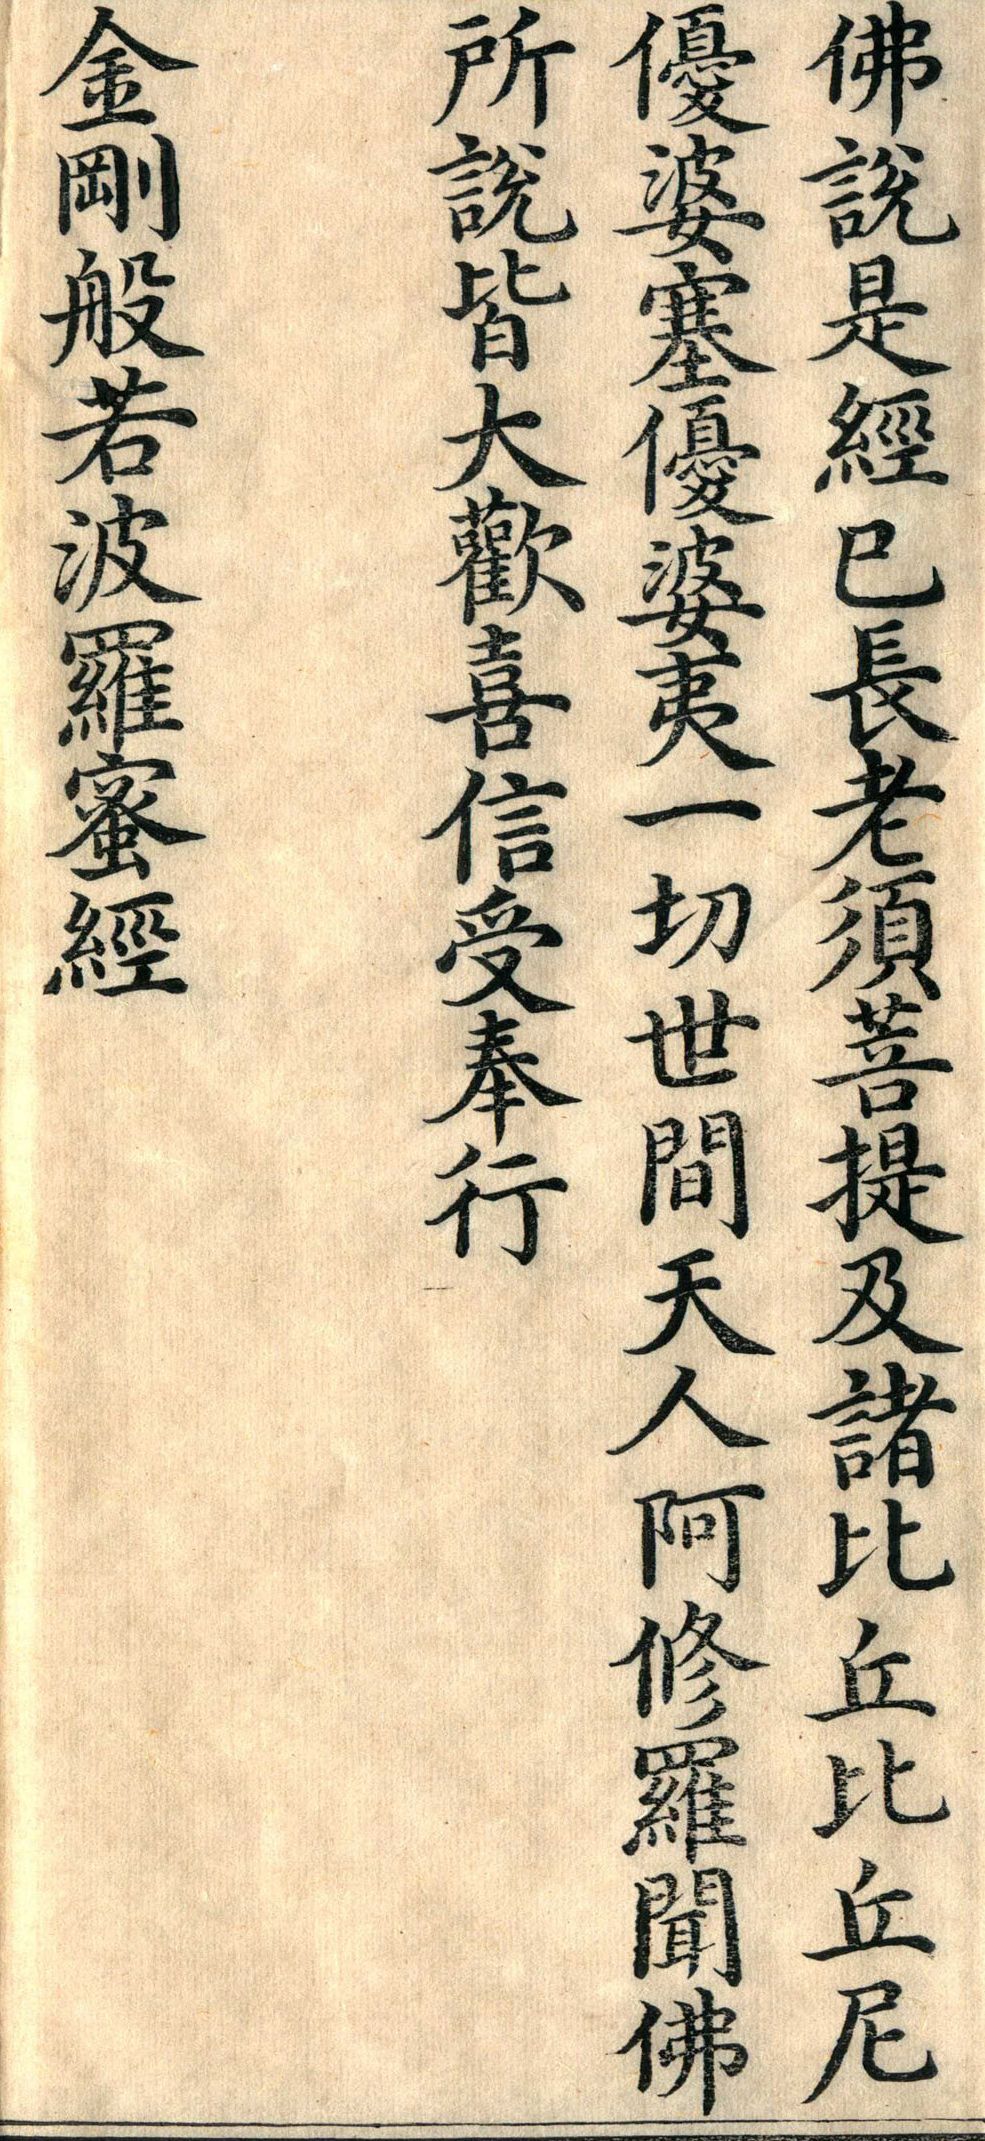 佛說是經已長老須菩提及諸比丘比丘尼
優婆塞優婆夷一切世間天人阿修羅聞佛
所說皆大歡喜信受奉行
金剛般若波羅蜜經